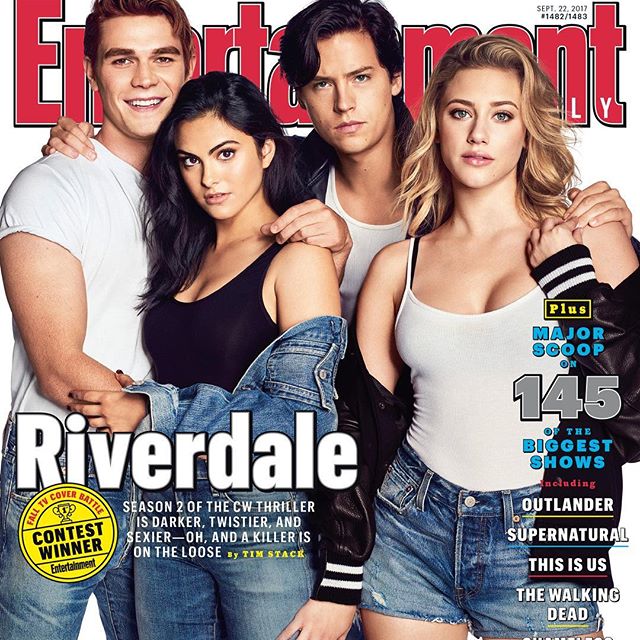 Entertainment
SEPT. 22, 2017
#1482/1483
LY
Plus
MAJOR
SCOOP
ON
145
OF THE
BIGGEST
SHOWS
Including
OUTLANDER
SUPERNATURAL
THIS IS US
THE WALKING
DEAD
Riverdale
FALL TV COVER BATTLE
CONTEST
WINNER
Entertainment
SEASON 2 OF THE CW THRILLER
IS DARKER, TWISTIER, AND
SEXIER—OH, AND A KILLER IS
ON THE LOOSE By TIM STACK